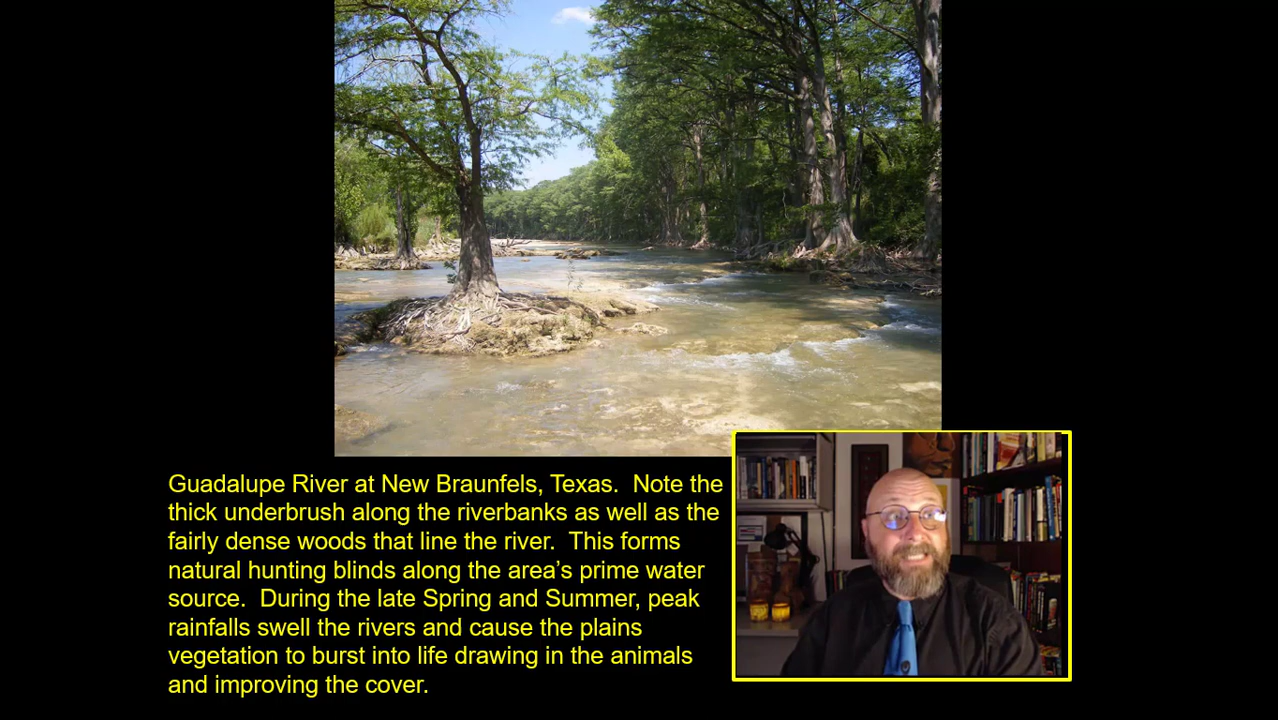 Guadalupe River at New Braunfels, Texas.  Note the
thick underbrush along the riverbanks as well as the
fairly dense woods that line the river.  This forms
natural hunting blinds along the area’s prime water
source.  During the late Spring and Summer, peak
rainfalls swell the rivers and cause the plains
vegetation to burst into life drawing in the animals
and improving the cover.